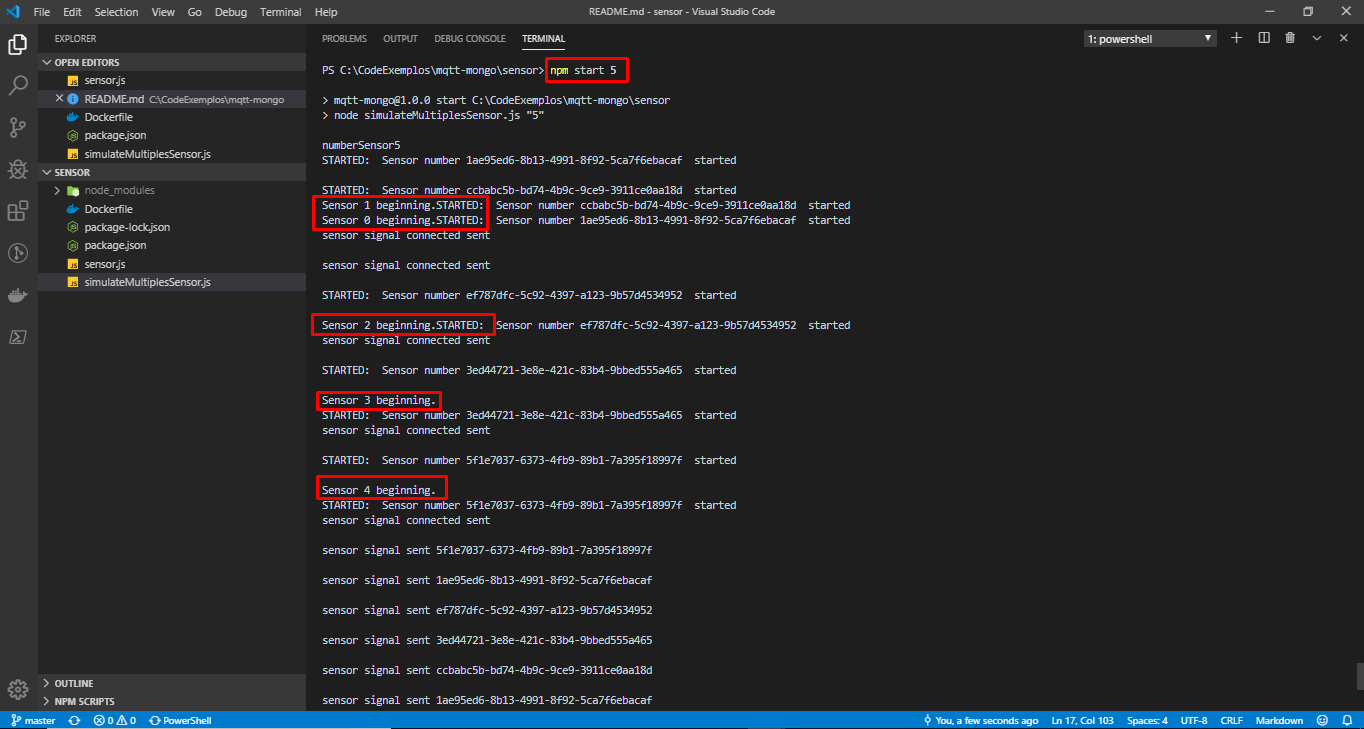 File Edit Selection View Go Debug Terminal Help
README.md - sensor - Visual Studio Code
EXPLORER
OPEN EDITORS
sensor.js
README.md C:\CodeExemplos\mqtt-mongo
Dockerfile
package.json
simulateMultiplesSensor.js
SENSOR
node_modules
Dockerfile
package-lock.json
package.json
sensor.js
simulateMultiplesSensor.js
OUTLINE
NPM SCRIPTS
PROBLEMS OUTPUT DEBUG CONSOLE TERMINAL
1: powershell
PS C:\CodeExemplos\mqtt-mongo\sensor> npm start 5
> mqtt-mongo@1.0.0 start C:\CodeExemplos\mqtt-mongo\sensor
> node simulateMultiplesSensor.js "5"
numberSensor5
STARTED: Sensor number 1ae95ed6-8b13-4991-8f92-5ca7f6ebacaf started
STARTED: Sensor number ccbabc5b-bd74-4b9c-9ce9-3911ce0aa18d started
Sensor 1 beginning.STARTED: Sensor number ccbabc5b-bd74-4b9c-9ce9-3911ce0aa18d started
Sensor 0 beginning.STARTED: Sensor number 1ae95ed6-8b13-4991-8f92-5ca7f6ebacaf started
sensor signal connected sent
sensor signal connected sent
STARTED: Sensor number ef787dfc-5c92-4397-a123-9b57d4534952 started
Sensor 2 beginning.STARTED: Sensor number ef787dfc-5c92-4397-a123-9b57d4534952 started
sensor signal connected sent
STARTED: Sensor number 3ed44721-3e8e-421c-83b4-9bbed555a465 started
Sensor 3 beginning.
STARTED: Sensor number 3ed44721-3e8e-421c-83b4-9bbed555a465 started
sensor signal connected sent
STARTED: Sensor number 5f1e7037-6373-4fb9-89b1-7a395f18997f started
Sensor 4 beginning.
STARTED: Sensor number 5f1e7037-6373-4fb9-89b1-7a395f18997f started
sensor signal connected sent
sensor signal sent 5f1e7037-6373-4fb9-89b1-7a395f18997f
sensor signal sent 1ae95ed6-8b13-4991-8f92-5ca7f6ebacaf
sensor signal sent ef787dfc-5c92-4397-a123-9b57d4534952
sensor signal sent 3ed44721-3e8e-421c-83b4-9bbed555a465
sensor signal sent ccbabc5b-bd74-4b9c-9ce9-3911ce0aa18d
sensor signal sent 1ae95ed6-8b13-4991-8f92-5ca7f6ebacaf
master 0 0 PowerShell You, a few seconds ago Ln 17, Col 103 Spaces: 4 UTF-8 CRLF Markdown